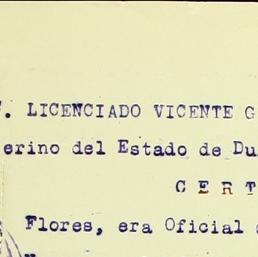 . LICENCIADO VICENTE G
erino del Estado de Du
C E R T
Flores, era Oficial